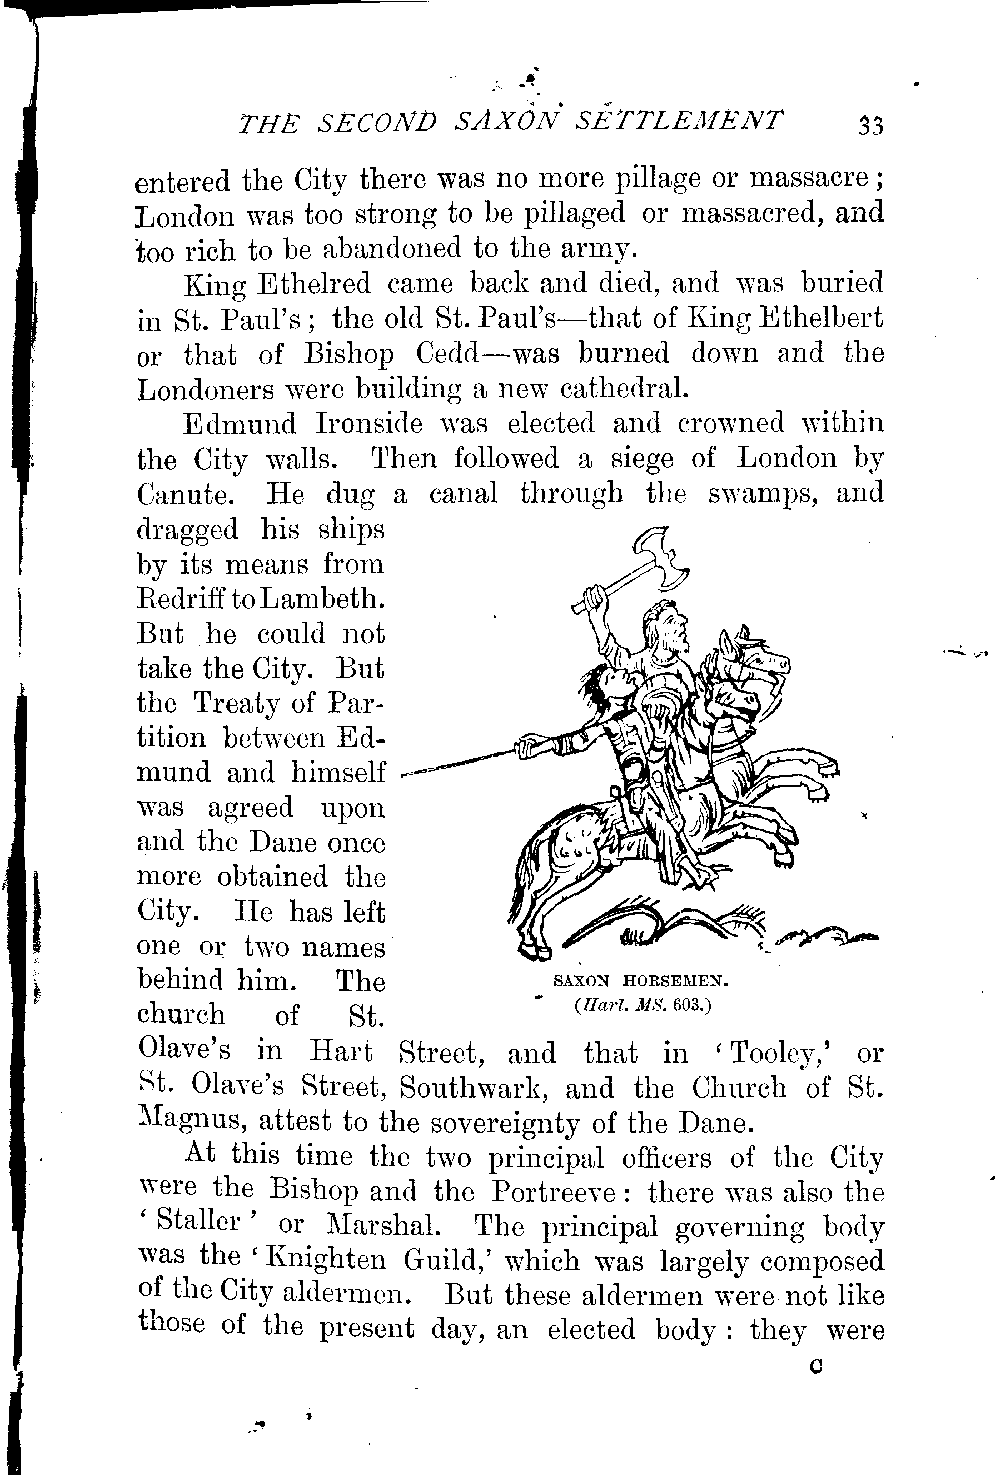 THE SECOND SAXON SETTLEMENT 33
entered the City there was no more pillage or massacre;
London was too strong to be pillaged or massacred, and
too rich to be abandoned to the army.
King Ethelred came back and died, and was buried
in St. Paul's; the old St. Paul's—that of King Ethelbert
or that of Bishop Cedd—was burned down and the
Londoners were building a new cathedral.
Edmund Ironside was elected and crowned within
the City walls. Then followed a siege of London by
Canute. He dug a canal through the swamps, and
dragged his ships
by its means from
Redriff to Lambeth.
But he could not
take the City. But
the Treaty of Par-
tition between Ed-
mund and himself
was agreed upon
and the Dane once
more obtained the
City. He has left
one or two names
behind him. The
church of St.
SAXON HORSEMEN.
(Harl. MS. 603.)
Olave's in Hart Street, and that in 'Tooley,' or
St. Olave's Street, Southwark, and the Church of St.
Magnus, attest to the sovereignty of the Dane.
At this time the two principal officers of the City
were the Bishop and the Portreeve: there was also the
'Staller' or Marshal. The principal governing body
was the 'Knighten Guild,' which was largely composed
of the City aldermen. But these aldermen were not like
those of the present day, an elected body: they were
C